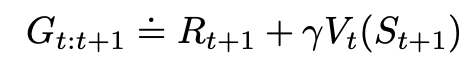 G_{t:t+1} ≐ R_{t+1} + γV_t(S_{t+1})